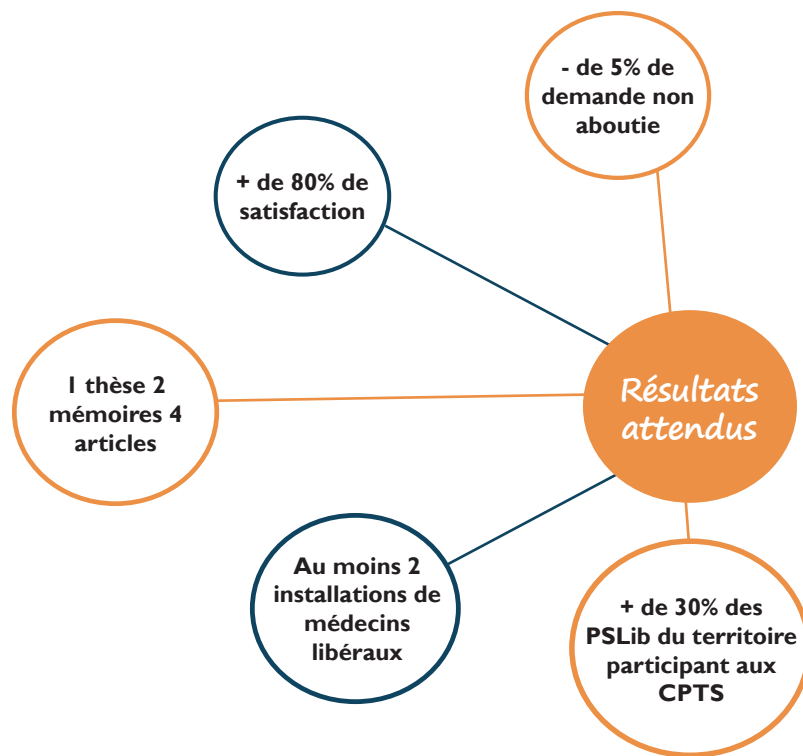 - de 5% de
demande non
aboutie
+ de 80% de
satisfaction
1 thèse 2
mémoires 4
articles
Résultats
attendus
Au moins 2
installations de
médecins
libéraux
+ de 30% des
PSLib du territoire
participant aux
CPTS